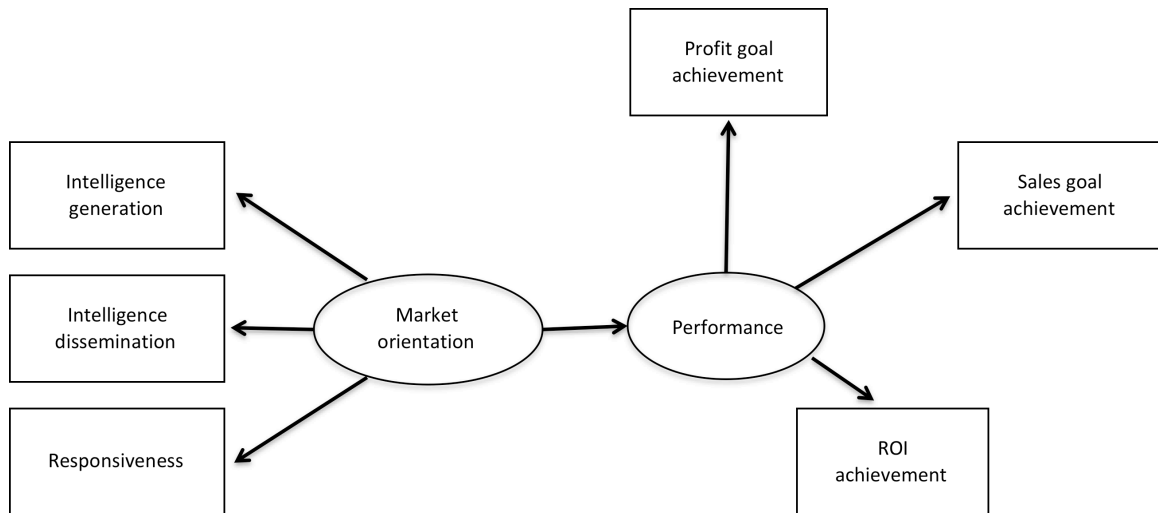 Profit goal
achievement
Intelligence
generation
Sales goal
achievement
Intelligence
dissemination
Market
orientation
Performance
Responsiveness
ROI
achievement